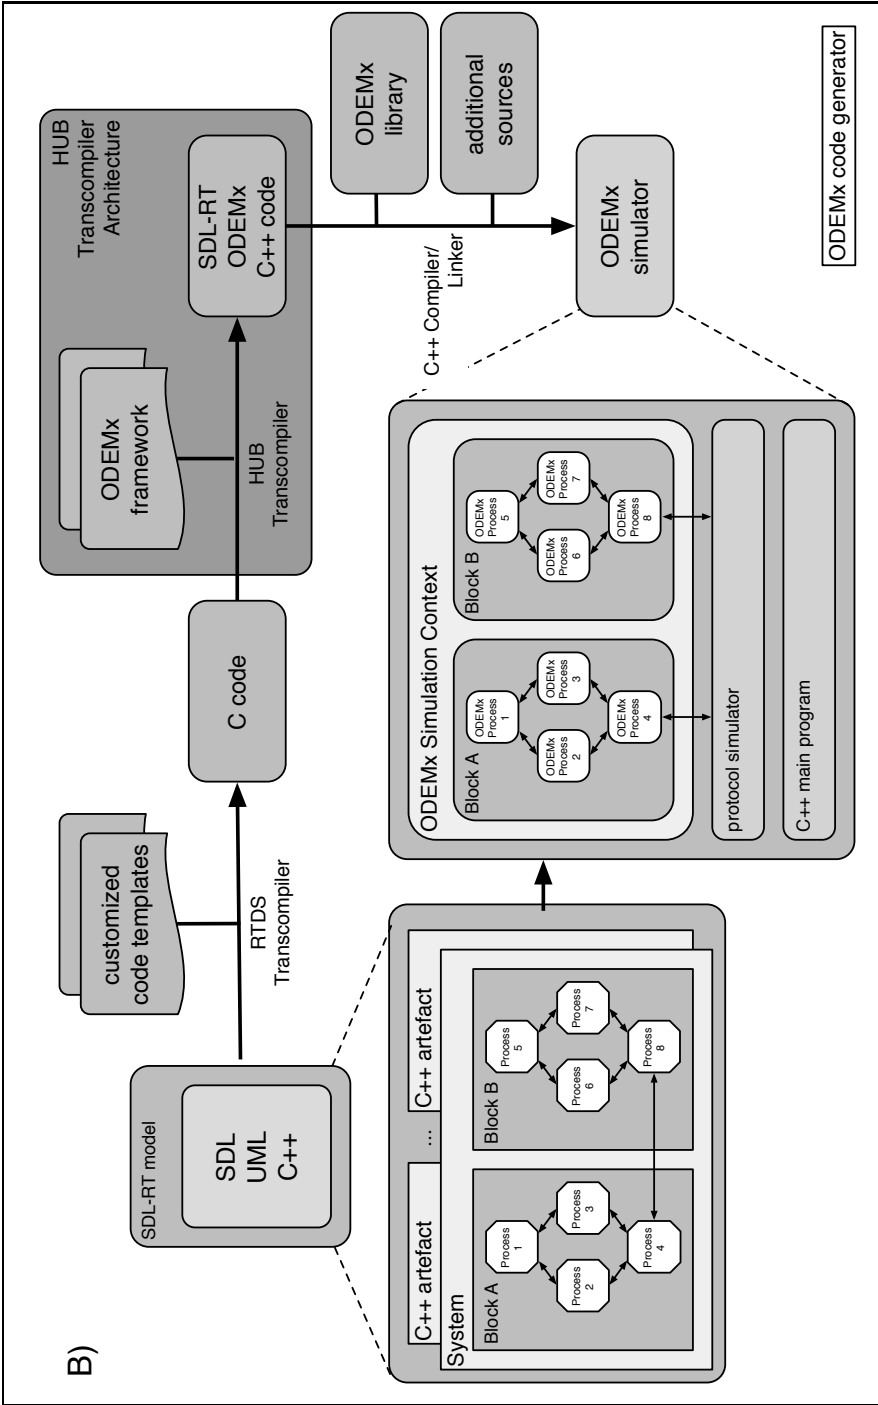 B)
SDL-RT model
SDL
UML
C++
customized
code templates
RTDS
Transcompiler
C code
HUB
Transcompiler
Architecture
ODEMx
framework
HUB
Transcompiler
SDL-RT
ODEMx
C++ code
ODEMx
library
additional
sources
C++ Compiler/
Linker
ODEMx
simulator
C++ artefact
...
C++ artefact
System
Block A
Process
1
Process
2
Process
3
Process
4
Block B
Process
5
Process
6
Process
7
Process
8
ODEMx Simulation Context
Block A
ODEMx
Process
1
ODEMx
Process
2
ODEMx
Process
3
ODEMx
Process
4
Block B
ODEMx
Process
5
ODEMx
Process
6
ODEMx
Process
7
ODEMx
Process
8
protocol simulator
C++ main program
ODEMx code generator